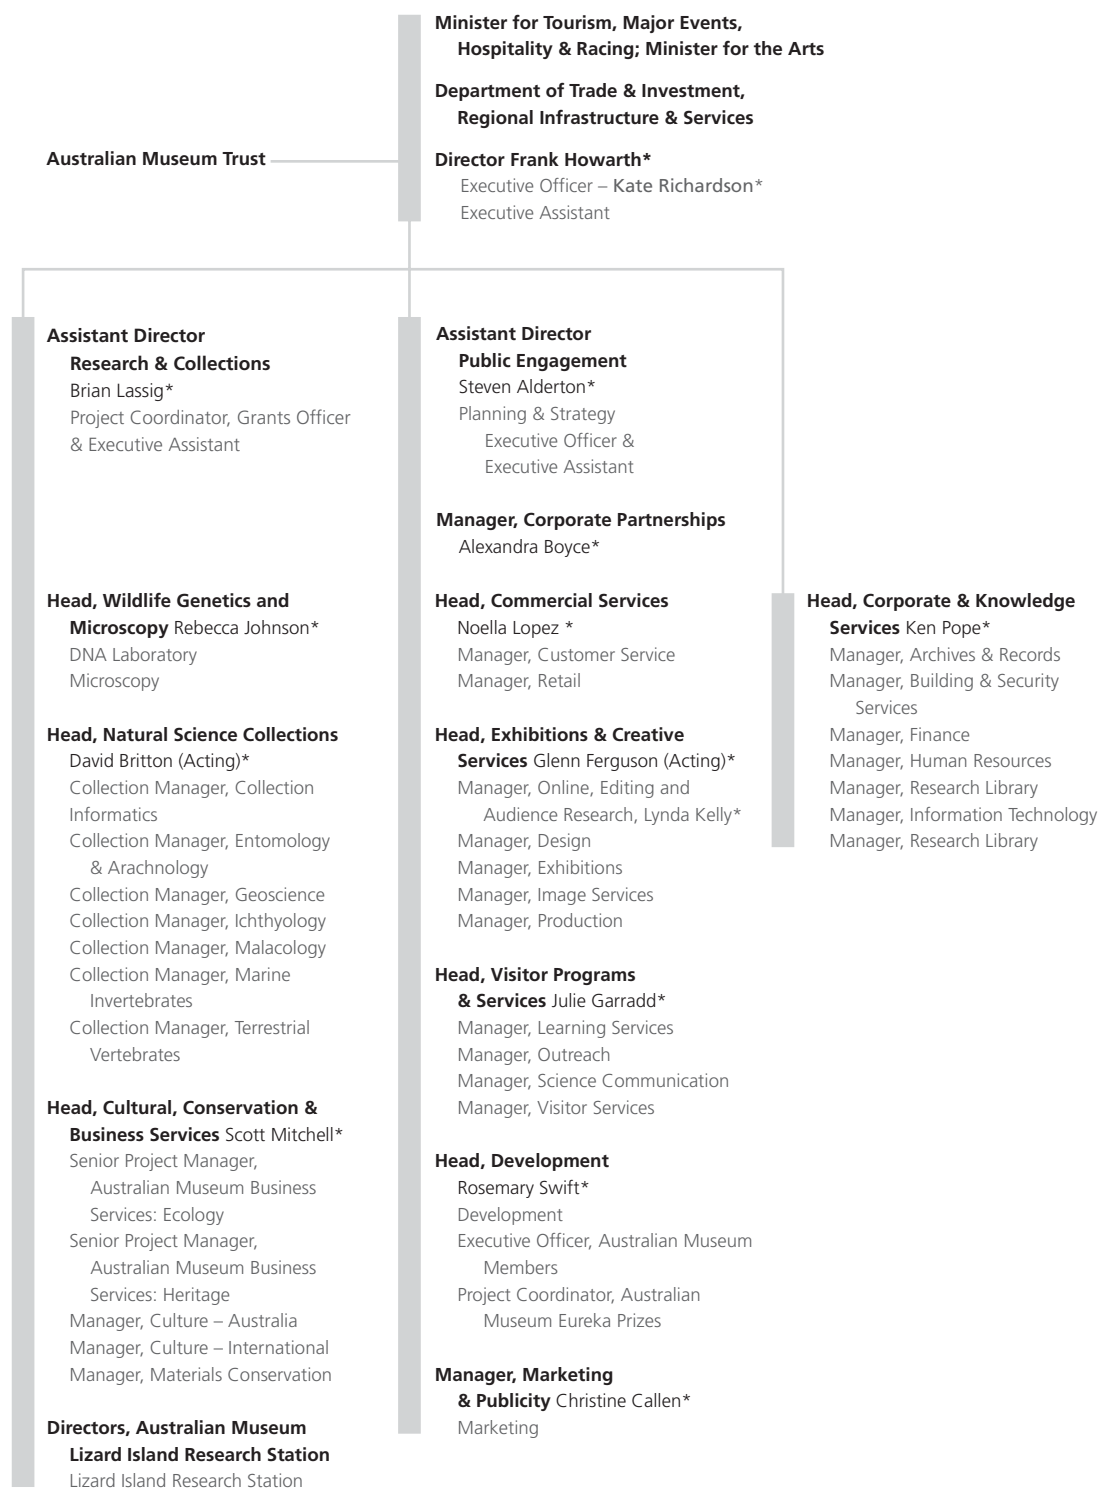 Minister for Tourism, Major Events,
Hospitality & Racing; Minister for the Arts
Department of Trade & Investment,
Regional Infrastructure & Services
Australian Museum Trust
Director Frank Howarth*
Executive Officer – Kate Richardson*
Executive Assistant
Assistant Director
Research & Collections
Brian Lassig*
Project Coordinator, Grants Officer
& Executive Assistant
Head, Wildlife Genetics and
Microscopy Rebecca Johnson*
DNA Laboratory
Microscopy
Head, Natural Science Collections
David Britton (Acting)*
Collection Manager, Collection
Informatics
Collection Manager, Entomology
& Arachnology
Collection Manager, Geoscience
Collection Manager, Ichthyology
Collection Manager, Malacology
Collection Manager, Marine
Invertebrates
Collection Manager, Terrestrial
Vertebrates
Head, Cultural, Conservation &
Business Services Scott Mitchell*
Senior Project Manager,
Australian Museum Business
Services: Ecology
Senior Project Manager,
Australian Museum Business
Services: Heritage
Manager, Culture – Australia
Manager, Culture – International
Manager, Materials Conservation
Directors, Australian Museum
Lizard Island Research Station
Lizard Island Research Station
Assistant Director
Public Engagement
Steven Alderton*
Planning & Strategy
Executive Officer &
Executive Assistant
Manager, Corporate Partnerships
Alexandra Boyce*
Head, Commercial Services
Noella Lopez *
Manager, Customer Service
Manager, Retail
Head, Exhibitions & Creative
Services Glenn Ferguson (Acting)*
Manager, Online, Editing and
Audience Research, Lynda Kelly*
Manager, Design
Manager, Exhibitions
Manager, Image Services
Manager, Production
Head, Visitor Programs
& Services Julie Garradd*
Manager, Learning Services
Manager, Outreach
Manager, Science Communication
Manager, Visitor Services
Head, Development
Rosemary Swift*
Development
Executive Officer, Australian Museum
Members
Project Coordinator, Australian
Museum Eureka Prizes
Manager, Marketing
& Publicity Christine Callen*
Marketing
Head, Corporate & Knowledge
Services Ken Pope*
Manager, Archives & Records
Manager, Building & Security
Services
Manager, Finance
Manager, Human Resources
Manager, Research Library
Manager, Information Technology
Manager, Research Library